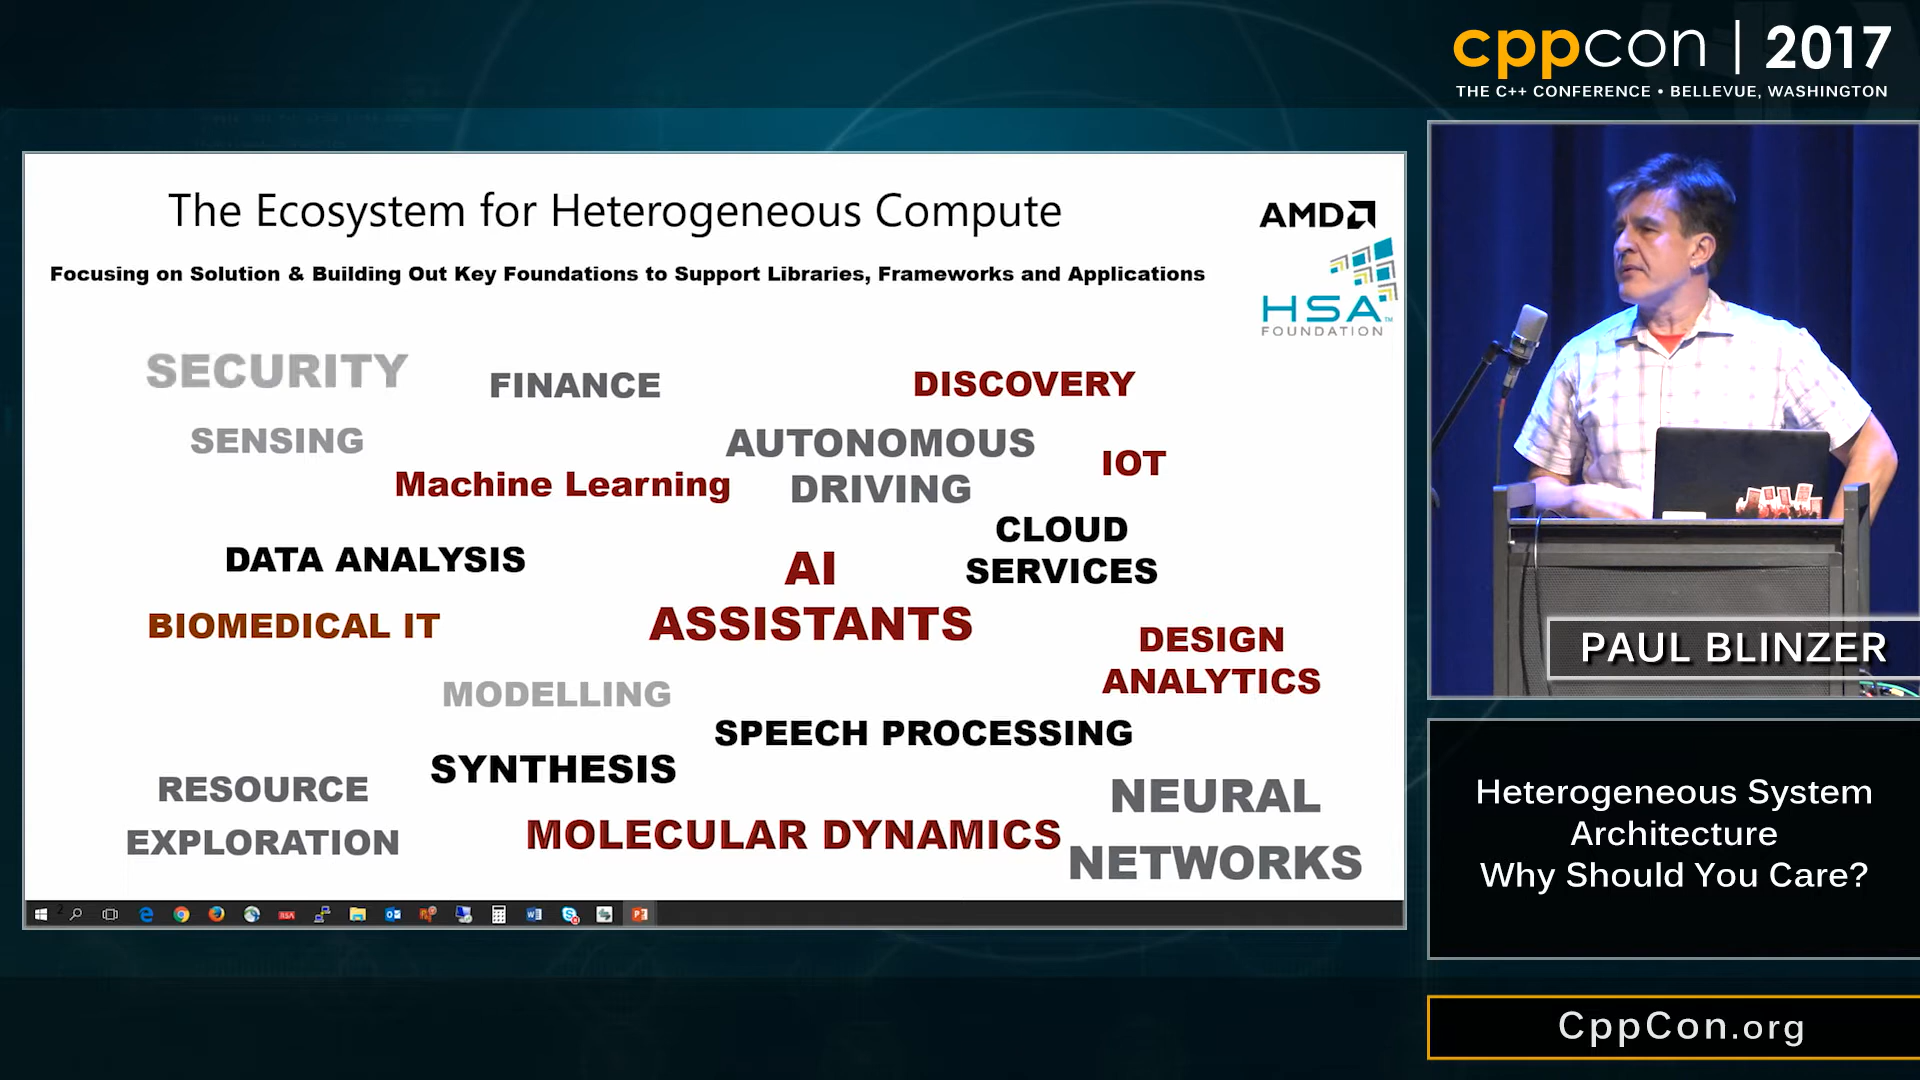 cppcon | 2017
THE C++ CONFERENCE • BELLEVUE, WASHINGTON
The Ecosystem for Heterogeneous Compute
AMD
Focusing on Solution & Building Out Key Foundations to Support Libraries, Frameworks and Applications
HSA™
FOUNDATION
SECURITY
FINANCE
DISCOVERY
SENSING
AUTONOMOUS
DRIVING
IOT
Machine Learning
CLOUD
SERVICES
DATA ANALYSIS
AI
ASSISTANTS
BIOMEDICAL IT
DESIGN
ANALYTICS
MODELLING
SPEECH PROCESSING
SYNTHESIS
RESOURCE
EXPLORATION
NEURAL
NETWORKS
MOLECULAR DYNAMICS
PAUL BLINZER
Heterogeneous System
Architecture
Why Should You Care?
CppCon.org